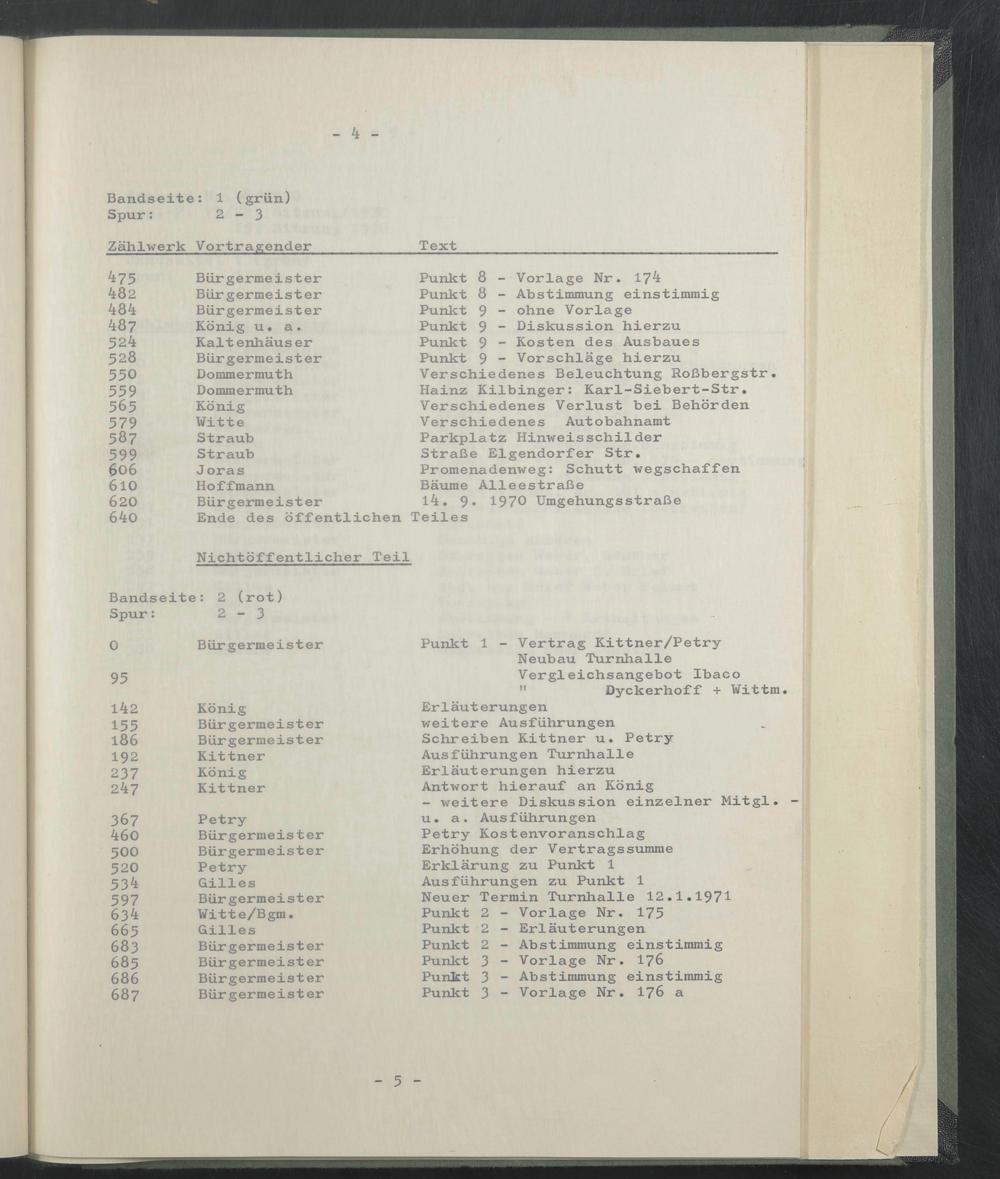 - 4 -
Bandseite: 1 (grün)
Spur: 2 - 3
Zählwerk Vortragender Text
475 Bürgermeister Punkt 8 - Vorlage Nr. 174
482 Bürgermeister Punkt 8 - Abstimmung einstimmig
484 Bürgermeister Punkt 9 - ohne Vorlage
487 König u. a. Punkt 9 - Diskussion hierzu
524 Kaltenhäuser Punkt 9 - Kosten des Ausbaues
528 Bürgermeister Punkt 9 - Vorschläge hierzu
550 Dommermuth Verschiedenes Beleuchtung Roßbergstr.
559 Dommermuth Hainz Kilbinger: Karl-Siebert-Str.
565 König Verschiedenes Verlust bei Behörden
579 Witte Verschiedenes Autobahnamt
587 Straub Parkplatz Hinweisschilder
599 Straub Straße Elgendorfer Str.
606 Joras Promenadenweg: Schutt wegschaffen
610 Hoffmann Bäume Alleestraße
620 Bürgermeister 14. 9. 1970 Umgehungsstraße
640 Ende des öffentlichen Teiles
Nichtöffentlicher Teil
Bandseite: 2 (rot)
Spur: 2 - 3
0 Bürgermeister Punkt 1 - Vertrag Kittner/Petry
Neubau Turnhalle
95 Vergleichsangebot Ibaco
" Dyckerhoff + Wittm.
142 König Erläuterungen
155 Bürgermeister weitere Ausführungen
186 Bürgermeister Schreiben Kittner u. Petry
192 Kittner Ausführungen Turnhalle
237 König Erläuterungen hierzu
247 Kittner Antwort hierauf an König
- weitere Diskussion einzelner Mitgl. -
367 Petry u. a. Ausführungen
460 Bürgermeister Petry Kostenvoranschlag
500 Bürgermeister Erhöhung der Vertragssumme
520 Petry Erklärung zu Punkt 1
534 Gilles Ausführungen zu Punkt 1
597 Bürgermeister Neuer Termin Turnhalle 12.1.1971
634 Witte/Bgm. Punkt 2 - Vorlage Nr. 175
665 Gilles Punkt 2 - Erläuterungen
683 Bürgermeister Punkt 2 - Abstimmung einstimmig
685 Bürgermeister Punkt 3 - Vorlage Nr. 176
686 Bürgermeister Punkt 3 - Abstimmung einstimmig
687 Bürgermeister Punkt 3 - Vorlage Nr. 176 a
- 5 -